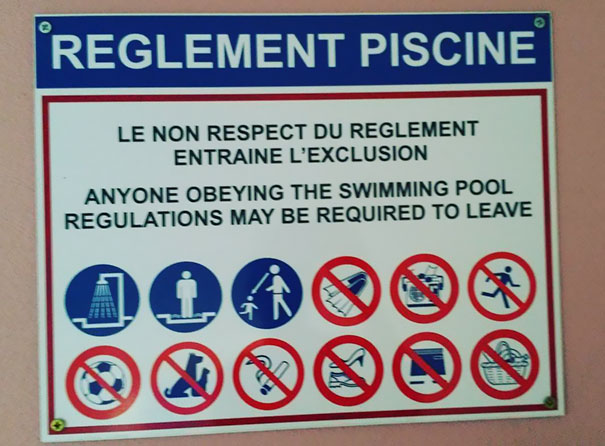 REGLEMENT PISCINE
LE NON RESPECT DU REGLEMENT
ENTRAINE L'EXCLUSION
ANYONE OBEYING THE SWIMMING POOL
REGULATIONS MAY BE REQUIRED TO LEAVE